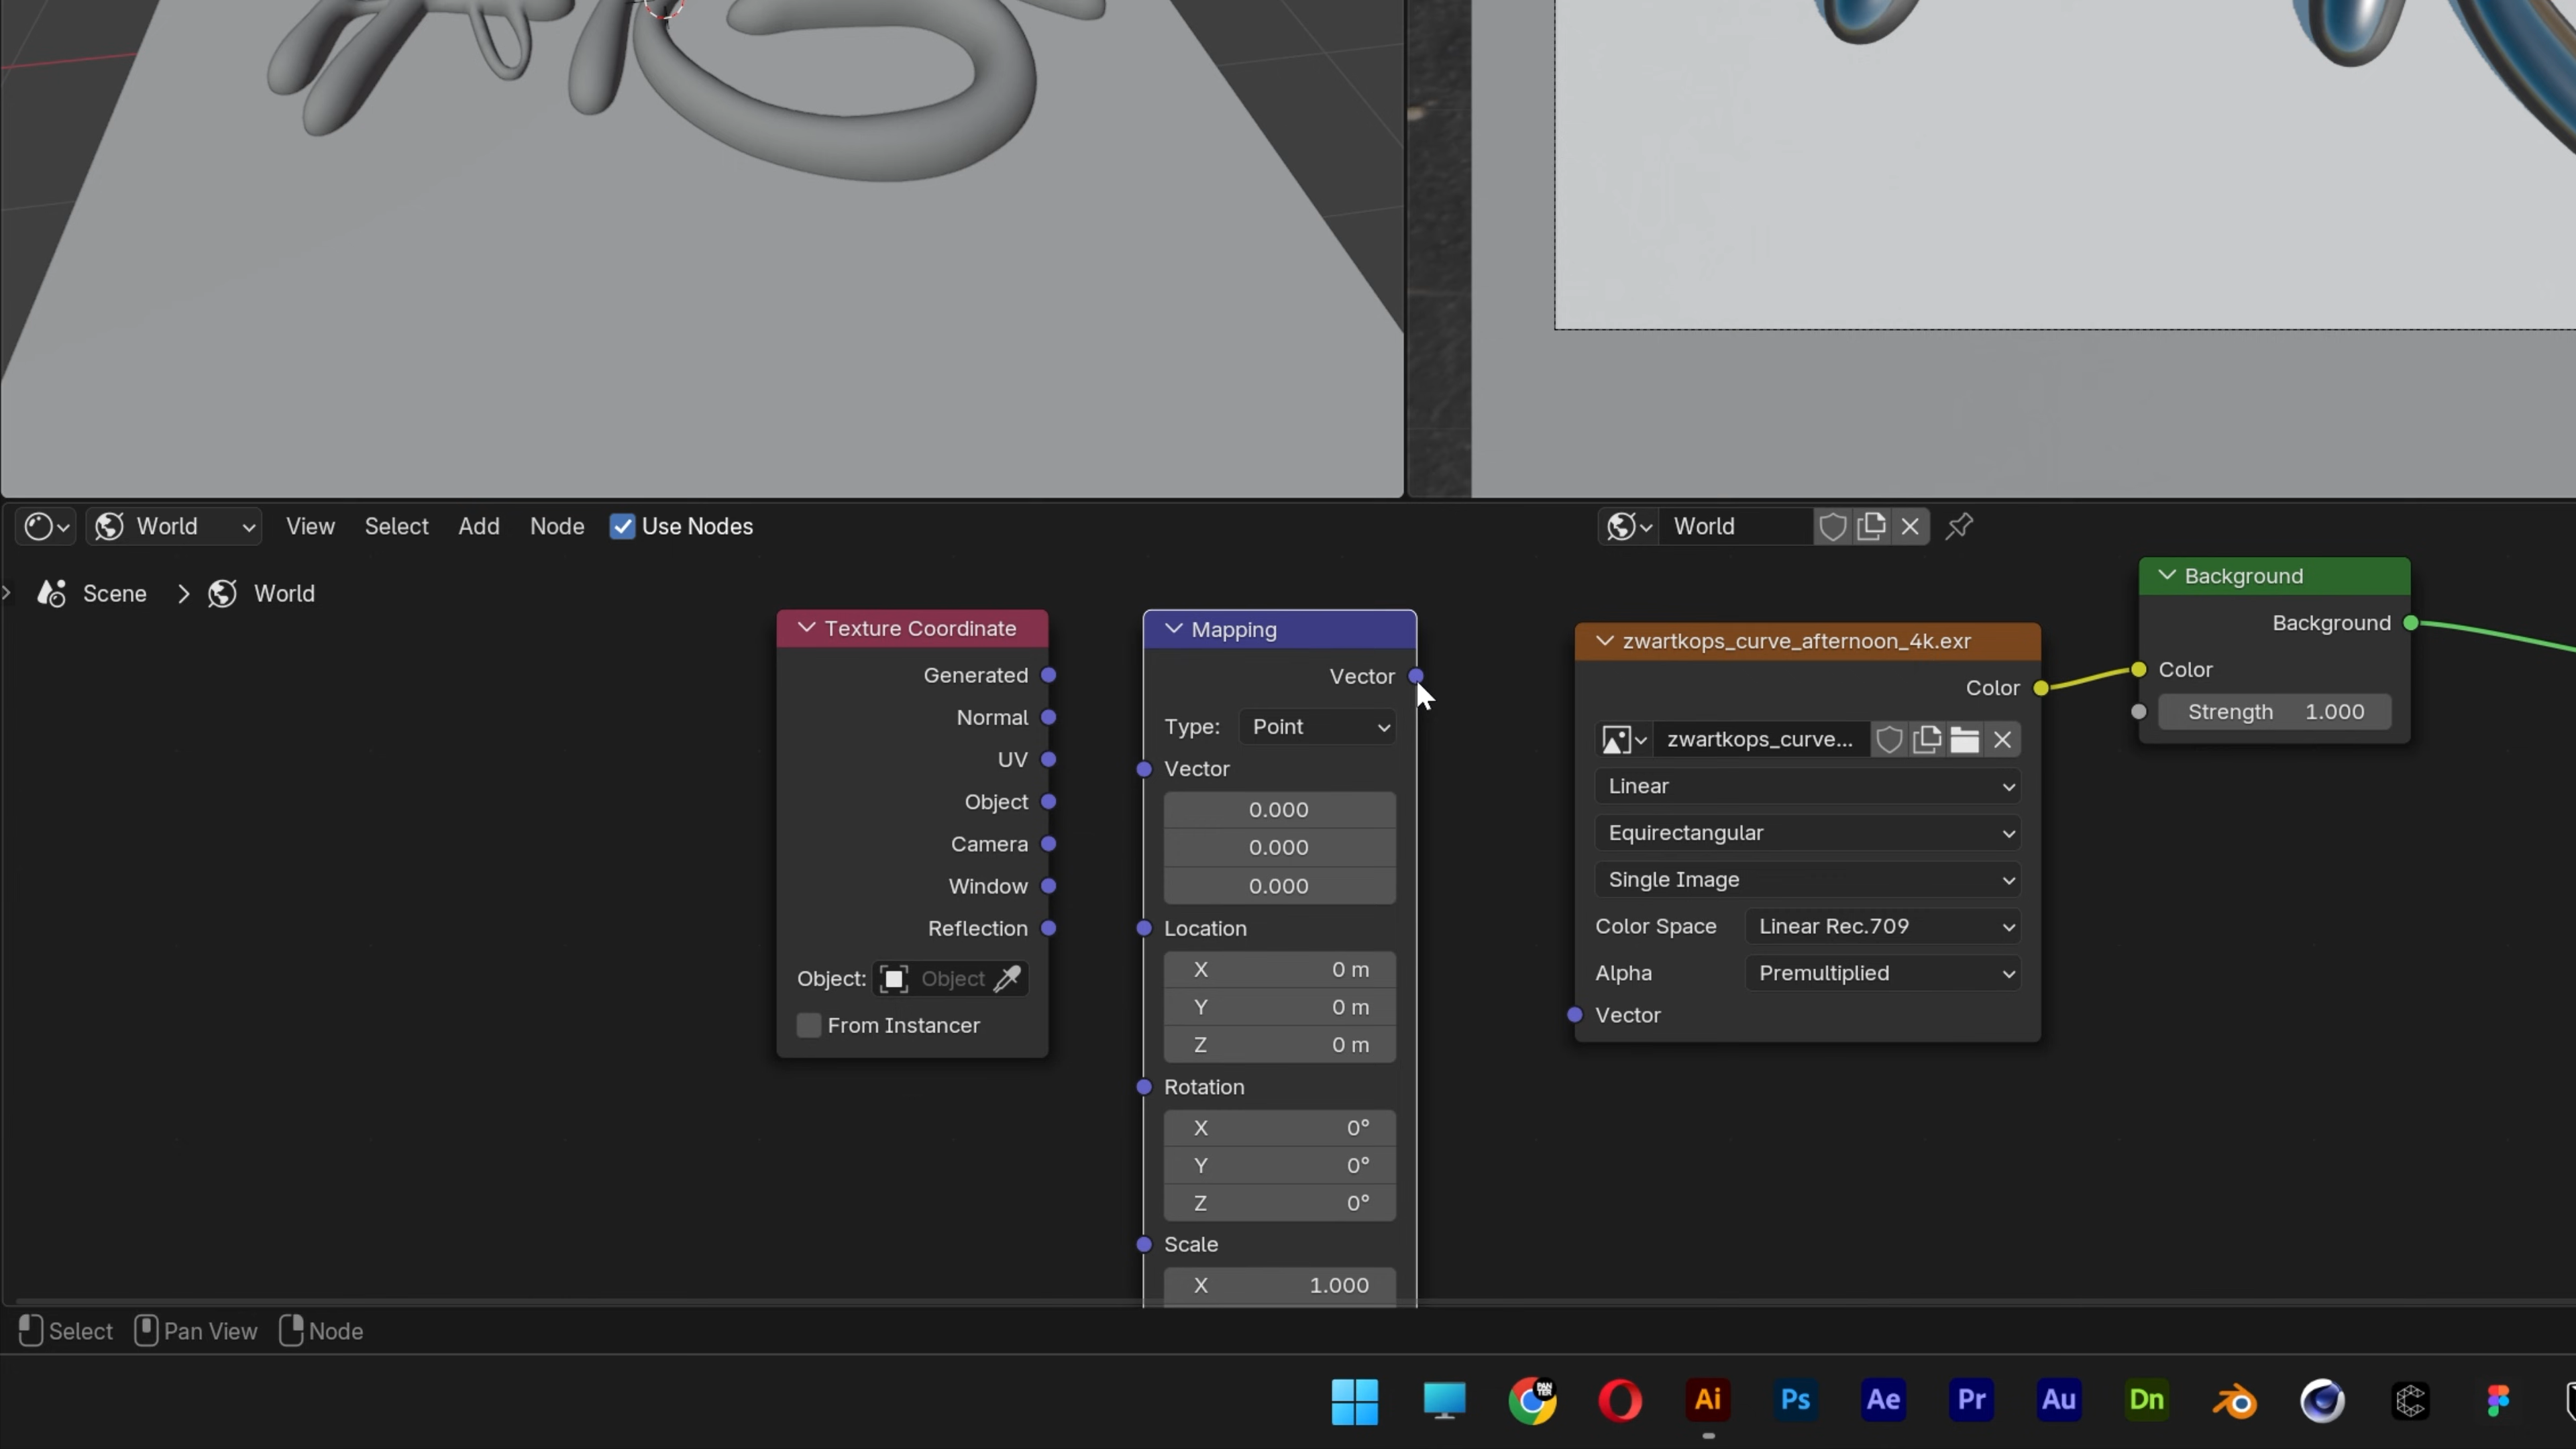 World
View
Select
Add
Node
Use Nodes
World
Scene
World
Texture Coordinate
Generated
Normal
UV
Object
Camera
Window
Reflection
Object:
Object
From Instancer
Mapping
Vector
Type:
Point
Vector
0.000
0.000
0.000
Location
X 0 m
Y 0 m
Z 0 m
Rotation
X 0°
Y 0°
Z 0°
Scale
X 1.000
zwartkops_curve_afternoon_4k.exr
Color
zwartkops_curve...
Linear
Equirectangular
Single Image
Color Space Linear Rec.709
Alpha Premultiplied
Vector
Background
Background
Color
Strength 1.000
Select
Pan View
Node
PAN
TER
Ai
Ps
Ae
Pr
Au
Dn